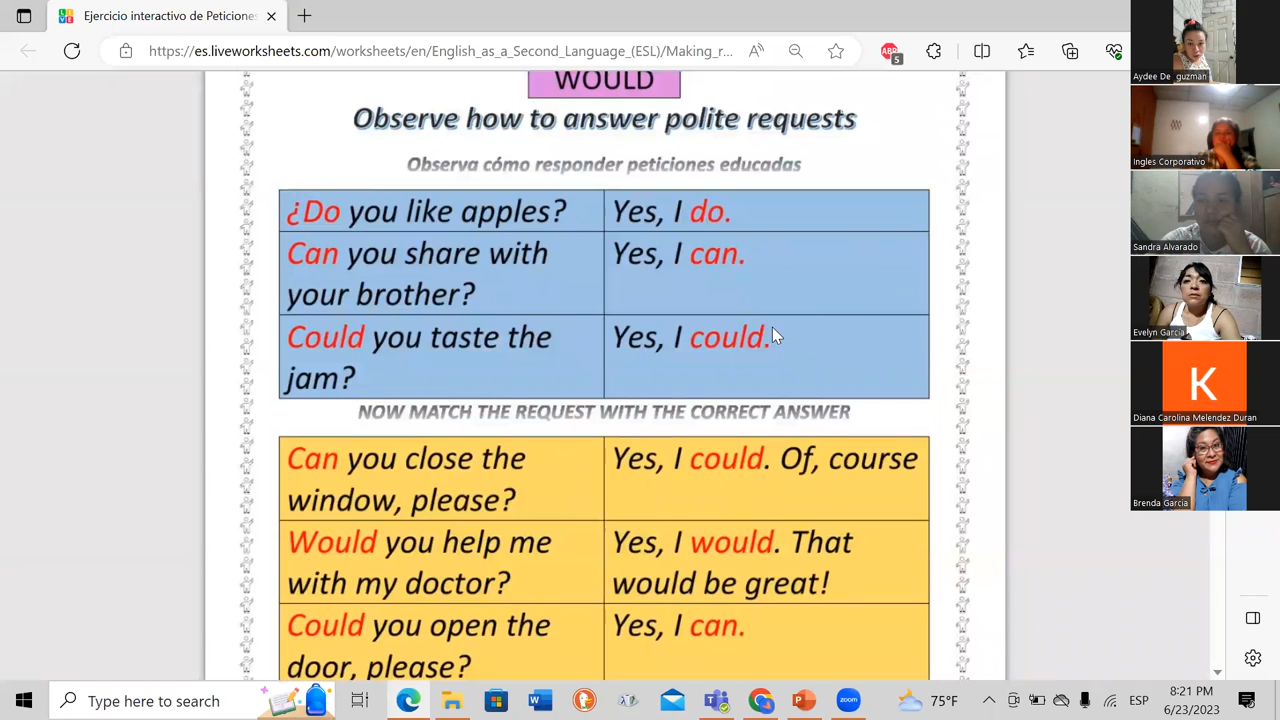 Ejercicio interactivo de Peticiones
https://es.liveworksheets.com/worksheets/en/English_as_a_Second_Language_(ESL)/Making_r...
ABP
5
WOULD
Observe how to answer polite requests
Observa cómo responder peticiones educadas
¿Do you like apples?
Yes, I do.
Can you share with
your brother?
Yes, I can.
Could you taste the
jam?
Yes, I could.
NOW MATCH THE REQUEST WITH THE CORRECT ANSWER
Can you close the
window, please?
Yes, I could. Of, course
Would you help me
with my doctor?
Yes, I would. That
would be great!
Could you open the
door, please?
Yes, I can.
Aydee De guzman
Ingles Corporativo
Sandra Alvarado
Evelyn Garcia
K
Diana Carolina Melendez Duran
Brenda Garcia
Type here to search
zoom
75°F
ESP
8:21 PM
6/23/2023